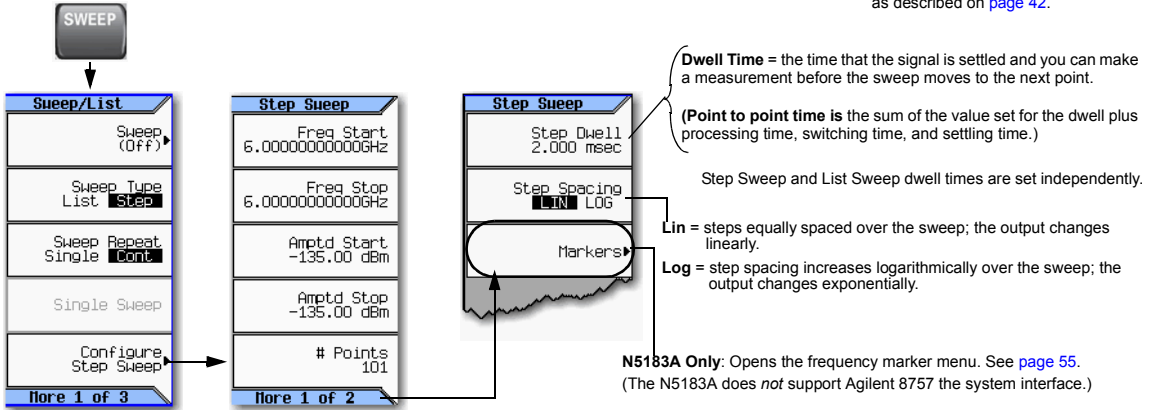 as described on page 42.
SWEEP
Sweep/List
Sweep
(Off)
Sweep Type
List Step
Sweep Repeat
Single Cont
Single Sweep
Configure
Step Sweep
More 1 of 3
Step Sweep
Freq Start
6.00000000000GHz
Freq Stop
6.00000000000GHz
Amptd Start
-135.00 dBm
Amptd Stop
-135.00 dBm
# Points
101
More 1 of 2
Step Sweep
Step Dwell
2.000 msec
Step Spacing
LIN LOG
Markers
Dwell Time = the time that the signal is settled and you can make
a measurement before the sweep moves to the next point.
(Point to point time is the sum of the value set for the dwell plus
processing time, switching time, and settling time.)
Step Sweep and List Sweep dwell times are set independently.
Lin = steps equally spaced over the sweep; the output changes
linearly.
Log = step spacing increases logarithmically over the sweep; the
output changes exponentially.
N5183A Only: Opens the frequency marker menu. See page 55.
(The N5183A does not support Agilent 8757 the system interface.)